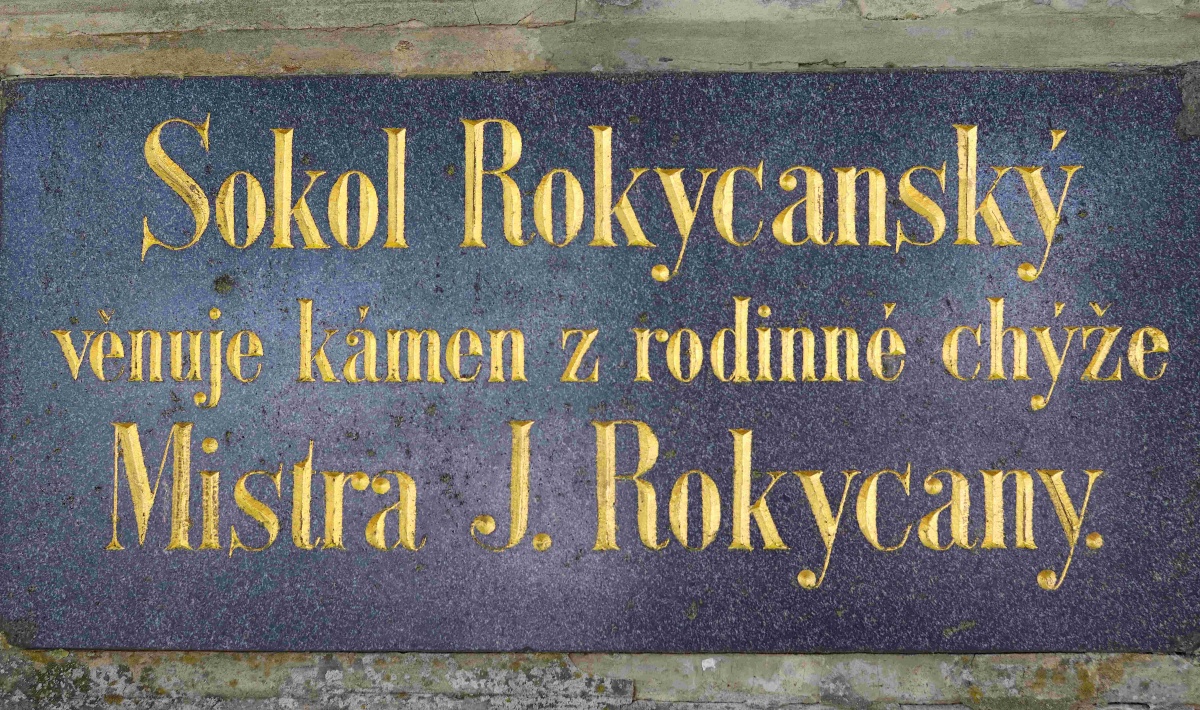 Sokol Rokycanský
věnuje kámen z rodinné chýže
Mistra J. Rokycany.